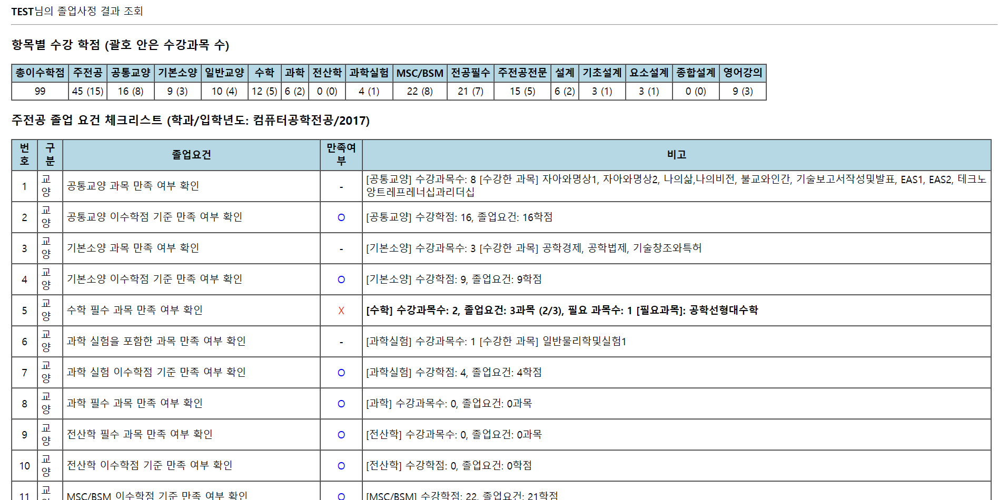 TEST님의 졸업사정 결과 조회
항목별 수강 학점 (괄호 안은 수강과목 수)
총이수학점 주전공 공통교양 기본소양 일반교양 수학 과학 전산학 과학실험 MSC/BSM 전공필수 주전공전문 설계 기초설계 요소설계 종합설계 영어강의
99 45 (15) 16 (8) 9 (3) 10 (4) 12 (5) 6 (2) 0 (0) 4 (1) 22 (8) 21 (7) 15 (5) 6 (2) 3 (1) 3 (1) 0 (0) 9 (3)
주전공 졸업 요건 체크리스트 (학과/입학년도: 컴퓨터공학전공/2017)
번호 구분 졸업요건 만족여부 비고
1 교양 공통교양 과목 만족 여부 확인 - [공통교양] 수강과목수: 8 [수강한 과목] 자아와명상1, 자아와명상2, 나의삶,나의비전, 불교와인간, 기술보고서작성및발표, EAS1, EAS2, 테크노
앙트레프레너십과리더십
2 교양 공통교양 이수학점 기준 만족 여부 확인 O [공통교양] 수강학점: 16, 졸업요건: 16학점
3 교양 기본소양 과목 만족 여부 확인 - [기본소양] 수강과목수: 3 [수강한 과목] 공학경제, 공학법제, 기술창조와특허
4 교양 기본소양 이수학점 기준 만족 여부 확인 O [기본소양] 수강학점: 9, 졸업요건: 9학점
5 교양 수학 필수 과목 만족 여부 확인 X [수학] 수강과목수: 2, 졸업요건: 3과목 (2/3), 필요 과목수: 1 [필요과목]: 공학선형대수학
6 교양 과학 실험을 포함한 과목 만족 여부 확인 - [과학실험] 수강과목수: 1 [수강한 과목] 일반물리학및실험1
7 교양 과학 실험 이수학점 기준 만족 여부 확인 O [과학실험] 수강학점: 4, 졸업요건: 4학점
8 교양 과학 필수 과목 만족 여부 확인 O [과학] 수강과목수: 0, 졸업요건: 0과목
9 교양 전산학 필수 과목 만족 여부 확인 O [전산학] 수강과목수: 0, 졸업요건: 0과목
10 교양 전산학 이수학점 기준 만족 여부 확인 O [전산학] 수강학점: 0, 졸업요건: 0학점
11 교 MSC/BSM 이수학점 기준 만족 여부 확인 O [MSC/BSM] 수강학점: 22, 졸업요건: 21학점